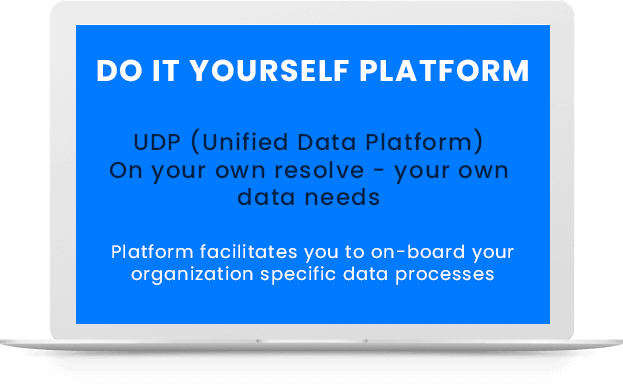 DO IT YOURSELF PLATFORM
UDP (Unified Data Platform)
On your own resolve - your own
data needs
Platform facilitates you to on-board your
organization specific data processes